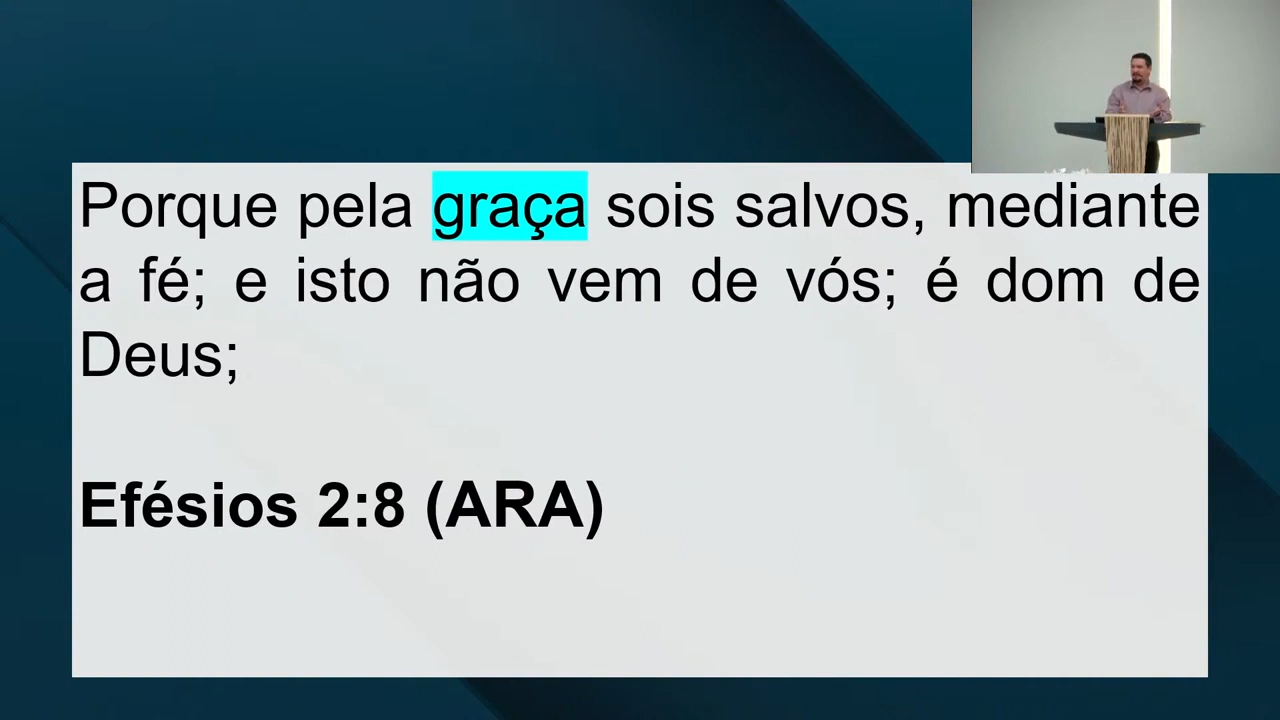 Porque pela graça sois salvos, mediante
a fé; e isto não vem de vós; é dom de
Deus;
Efésios 2:8 (ARA)